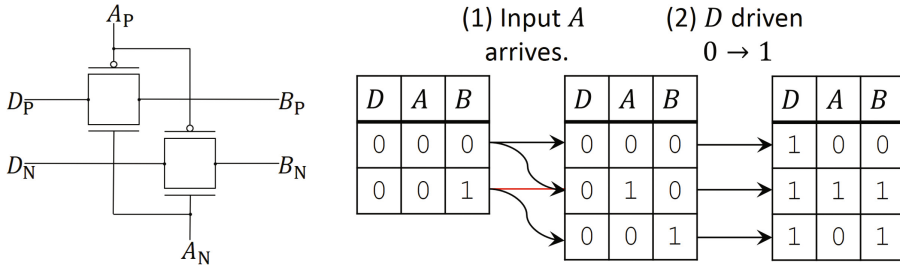 A_P
D_P
B_P
D_N
B_N
A_N
(1) Input A
arrives.
(2) D driven
0 → 1
D A B
0 0 0
0 0 1
D A B
0 0 0
0 1 0
0 0 1
D A B
1 0 0
1 1 1
1 0 1